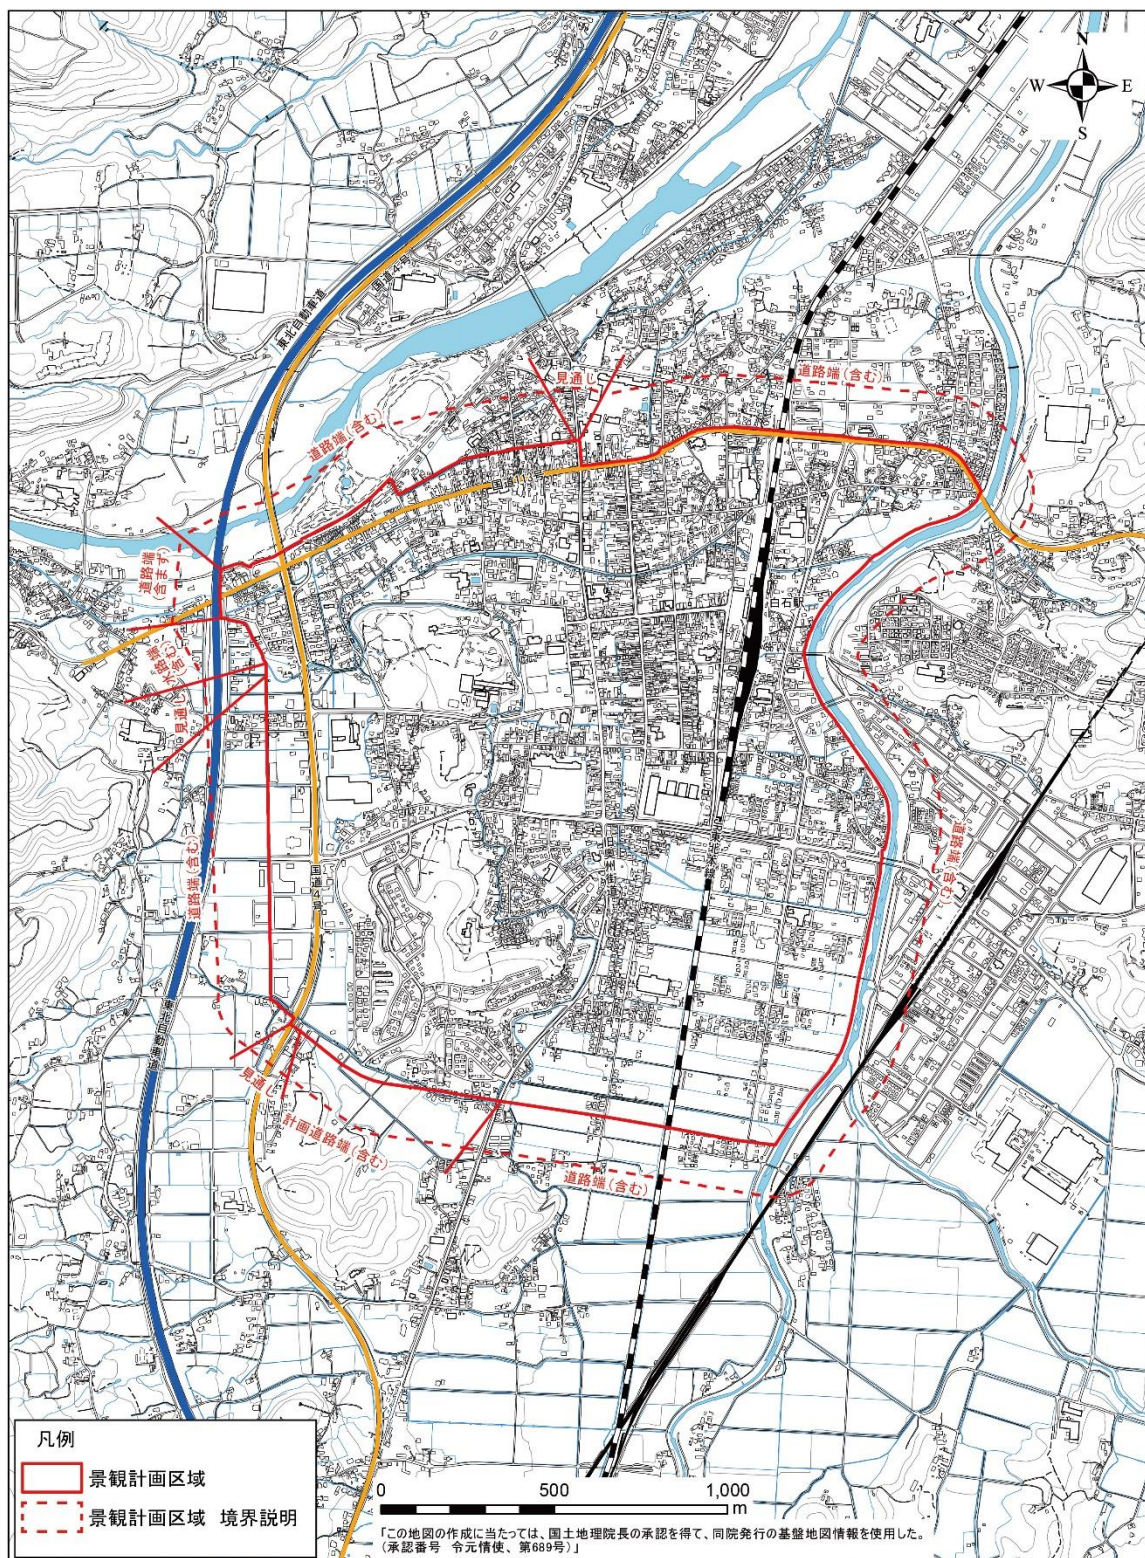 N
W
E
S
東北自動車道
国道4号
見通し
道路端(含む)
道路端(含む)
道路端
含まず)
水路端
(含む)
見通し
道路端(含む)
国道4号
旧奥州街道
道路端(含む)
東北自動車道
見通し
計画道路端(含む)
道路端(含む)
凡例
景観計画区域
景観計画区域 境界説明
0 500 1,000
m
「この地図の作成に当たっては、国土地理院長の承認を得て、同院発行の基盤地図情報を使用した。
(承認番号 令元情使、第689号)」